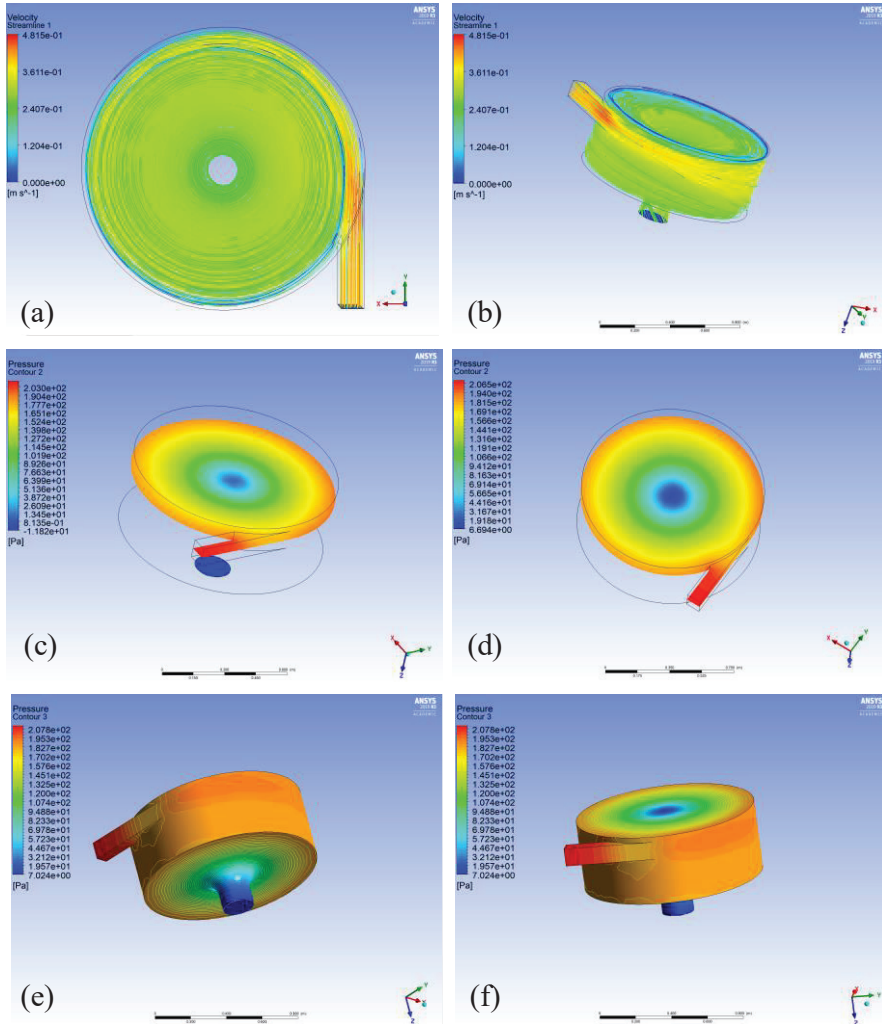 Velocity
Streamline 1
4.815e-01
3.611e-01
2.407e-01
1.204e-01
0.000e+00
[m s^-1]
ANSYS
ACADEMIC
X
Y
(a)
Velocity
Streamline 1
4.815e-01
3.611e-01
2.407e-01
1.204e-01
0.000e+00
[m s^-1]
ANSYS
ACADEMIC
X
Y
Z
(b)
Pressure
Contour 2
2.030e+02
1.904e+02
1.777e+02
1.651e+02
1.524e+02
1.398e+02
1.272e+02
1.145e+02
1.019e+02
8.926e+01
7.663e+01
6.399e+01
5.136e+01
3.872e+01
2.609e+01
1.345e+01
8.135e-01
-1.182e+01
[Pa]
ANSYS
ACADEMIC
X
Y
Z
(c)
Pressure
Contour 2
2.065e+02
1.940e+02
1.815e+02
1.691e+02
1.566e+02
1.441e+02
1.316e+02
1.191e+02
1.066e+02
9.412e+01
8.163e+01
6.914e+01
5.665e+01
4.416e+01
3.167e+01
1.918e+01
6.694e+00
[Pa]
ANSYS
ACADEMIC
X
Y
Z
(d)
Pressure
Contour 3
2.078e+02
1.953e+02
1.827e+02
1.702e+02
1.576e+02
1.451e+02
1.325e+02
1.200e+02
1.074e+02
9.488e+01
8.233e+01
6.978e+01
5.723e+01
4.467e+01
3.212e+01
1.957e+01
7.024e+00
[Pa]
ANSYS
ACADEMIC
Y
X
Z
(e)
Pressure
Contour 3
2.078e+02
1.953e+02
1.827e+02
1.702e+02
1.576e+02
1.451e+02
1.325e+02
1.200e+02
1.074e+02
9.488e+01
8.233e+01
6.978e+01
5.723e+01
4.467e+01
3.212e+01
1.957e+01
7.024e+00
[Pa]
ANSYS
ACADEMIC
X
Y
Z
(f)